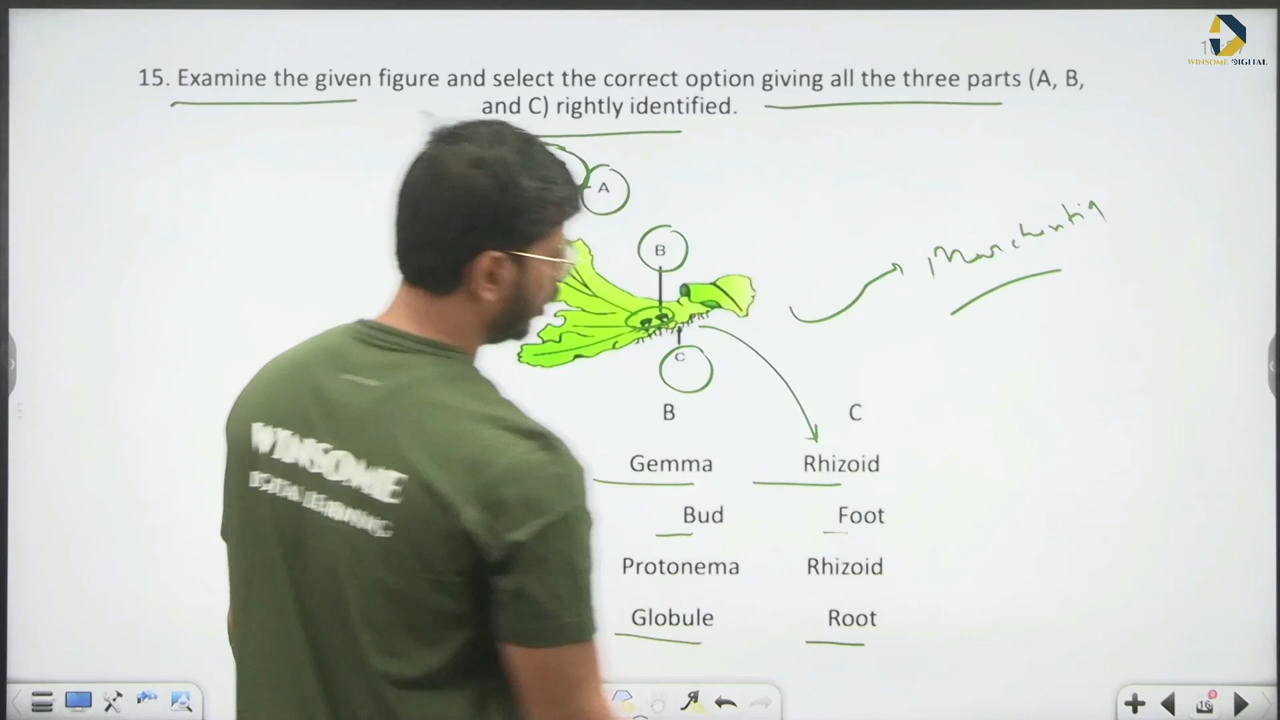 WINSOME DIGITAL
15. Examine the given figure and select the correct option giving all the three parts (A, B,
and C) rightly identified.
A
B
Marchantia
C
B C
Gemma Rhizoid
Bud Foot
Protonema Rhizoid
Globule Root
WINSOME
16